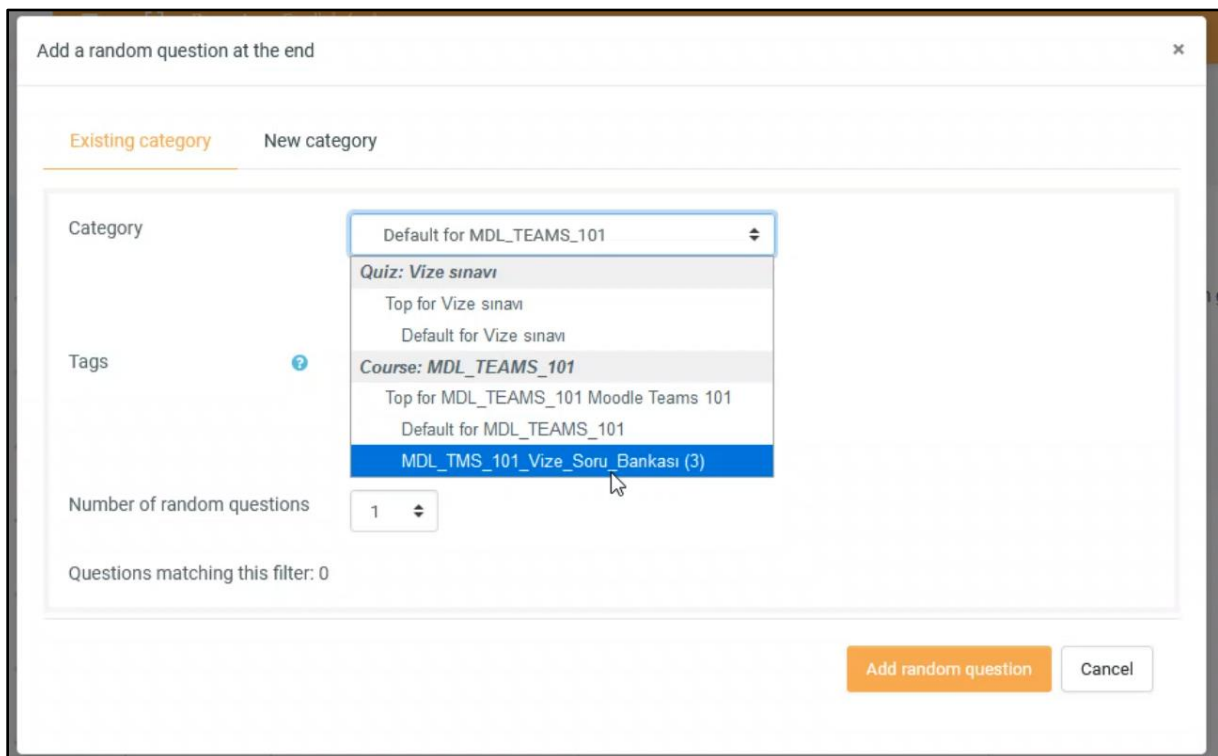 Add a random question at the end
×
Existing category New category
Category
Default for MDL_TEAMS_101
Quiz: Vize sınavı
Top for Vize sınavı
Default for Vize sınavı
Tags
?
Course: MDL_TEAMS_101
Top for MDL_TEAMS_101 Moodle Teams 101
Default for MDL_TEAMS_101
MDL_TMS_101_Vize_Soru_Bankası (3)
Number of random questions
1
Questions matching this filter: 0
Add random question Cancel